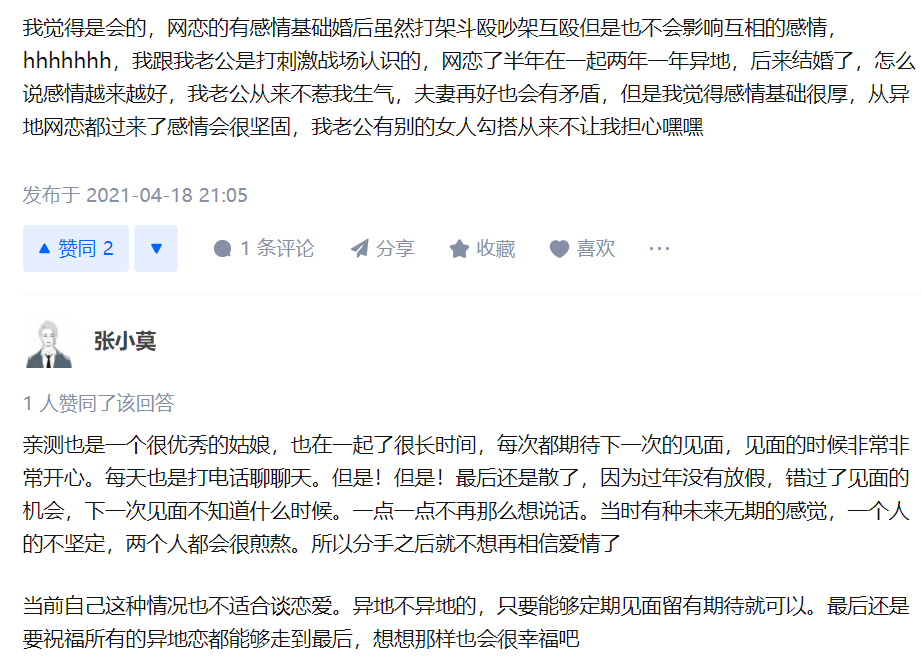 我觉得是会的，网恋的有感情基础婚后虽然打架斗殴吵架互殴但是也不会影响互相的感情，
hhhhhhh，我跟我老公是打刺激战场认识的，网恋了半年在一起两年一年异地，后来结婚了，怎么
说感情越来越好，我老公从来不惹我生气，夫妻再好也会有矛盾，但是我觉得感情基础很厚，从异
地网恋都过来了感情会很坚固，我老公有别的女人勾搭从来不让我担心嘿嘿
发布于 2021-04-18 21:05
赞同 2 1 条评论 分享 收藏 喜欢
张小莫
1 人赞同了该回答
亲测也是一个很优秀的姑娘，也在一起了很长时间，每次都期待下一次的见面，见面的时候非常非
常开心。每天也是打电话聊聊天。但是！但是！最后还是散了，因为过年没有放假，错过了见面的
机会，下一次见面不知道什么时候。一点一点不再那么想说话。当时有种未来无期的感觉，一个人
的不坚定，两个人都会很煎熬。所以分手之后就不想再相信爱情了
当前自己这种情况也不适合谈恋爱。异地不异地的，只要能够定期见面留有期待就可以。最后还是
要祝福所有的异地恋都能够走到最后，想想那样也会很幸福吧